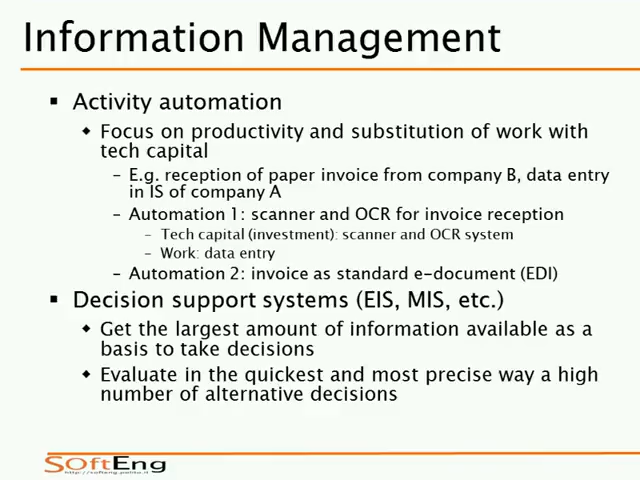 Information Management
▪ Activity automation
◆ Focus on productivity and substitution of work with
tech capital
– E.g. reception of paper invoice from company B, data entry
in IS of company A
– Automation 1: scanner and OCR for invoice reception
– Tech capital (investment): scanner and OCR system
– Work: data entry
– Automation 2: invoice as standard e-document (EDI)
▪ Decision support systems (EIS, MIS, etc.)
◆ Get the largest amount of information available as a
basis to take decisions
◆ Evaluate in the quickest and most precise way a high
number of alternative decisions
SOftEng
http://softeng.polito.it